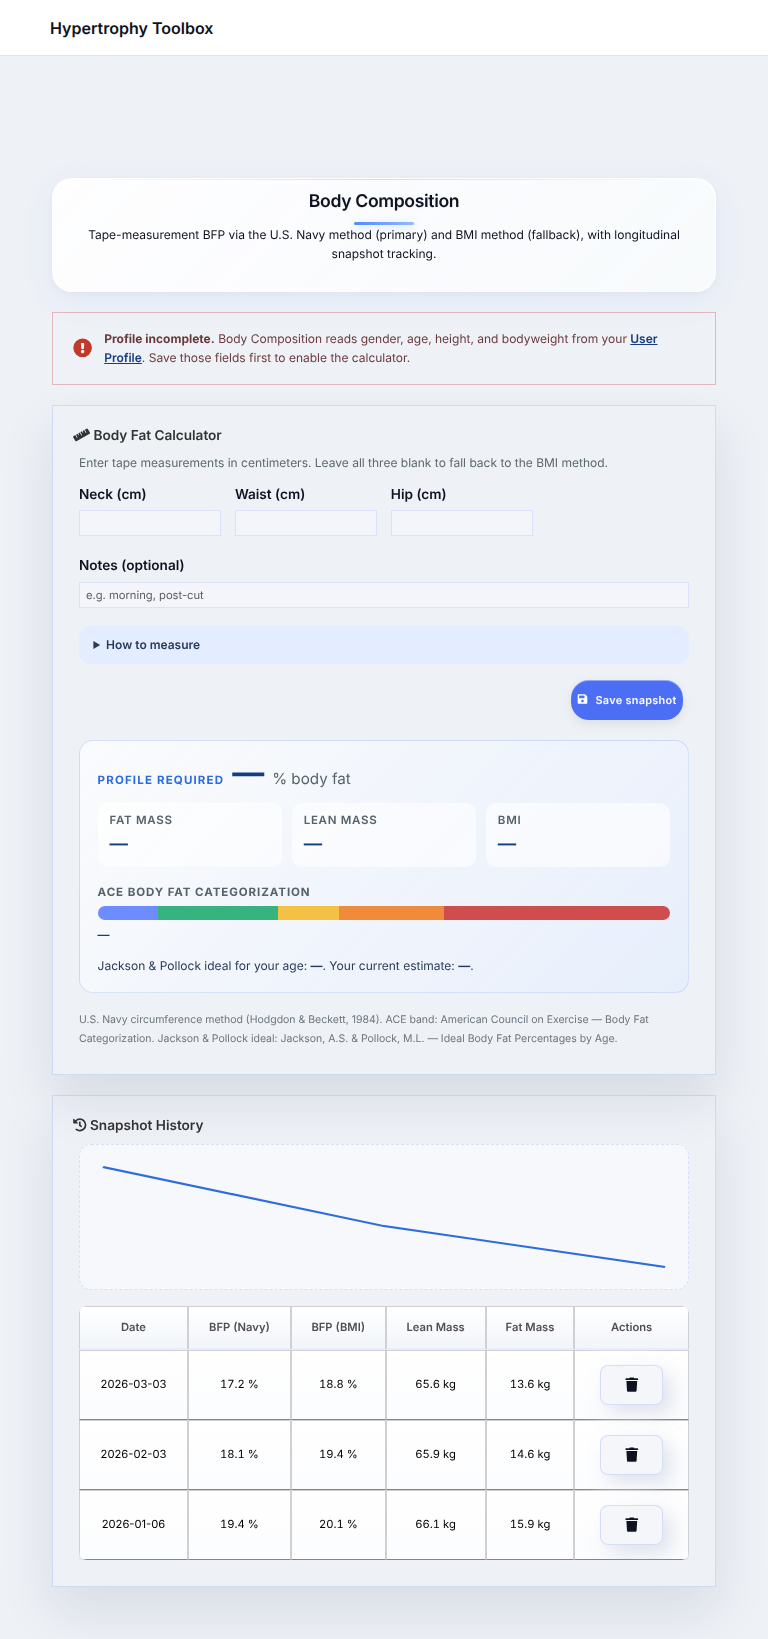 Hypertrophy Toolbox
Body Composition
Tape-measurement BFP via the U.S. Navy method (primary) and BMI method (fallback), with longitudinal
snapshot tracking.
Profile incomplete. Body Composition reads gender, age, height, and bodyweight from your User
Profile. Save those fields first to enable the calculator.
Body Fat Calculator
Enter tape measurements in centimeters. Leave all three blank to fall back to the BMI method.
Neck (cm) Waist (cm) Hip (cm)
Notes (optional)
e.g. morning, post-cut
How to measure
Save snapshot
PROFILE REQUIRED — % body fat
FAT MASS LEAN MASS BMI
— — —
ACE BODY FAT CATEGORIZATION
—
Jackson & Pollock ideal for your age: —. Your current estimate: —.
U.S. Navy circumference method (Hodgdon & Beckett, 1984). ACE band: American Council on Exercise — Body Fat
Categorization. Jackson & Pollock ideal: Jackson, A.S. & Pollock, M.L. — Ideal Body Fat Percentages by Age.
Snapshot History
Date BFP (Navy) BFP (BMI) Lean Mass Fat Mass Actions
2026-03-03 17.2 % 18.8 % 65.6 kg 13.6 kg
2026-02-03 18.1 % 19.4 % 65.9 kg 14.6 kg
2026-01-06 19.4 % 20.1 % 66.1 kg 15.9 kg